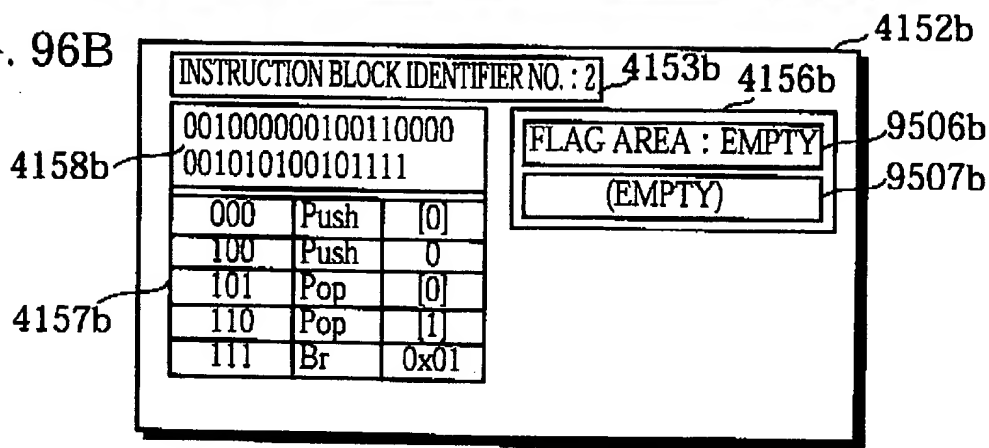 . 96B
4152b
INSTRUCTION BLOCK IDENTIFIER NO. : 2
4153b
4156b
001000000100110000
001010100101111
4158b
FLAG AREA : EMPTY
9506b
(EMPTY)
9507b
000 Push [0]
100 Push 0
101 Pop [0]
110 Pop [1]
111 Br 0x01
4157b